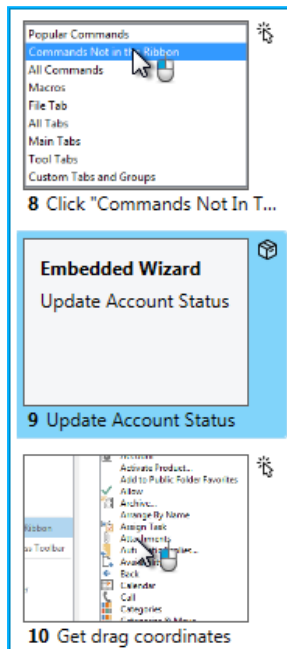 Popular Commands
Commands Not in the Ribbon
All Commands
Macros
File Tab
All Tabs
Main Tabs
Tool Tabs
Custom Tabs and Groups
8 Click "Commands Not In T...
Embedded Wizard
Update Account Status
9 Update Account Status
Activate Product...
Add to Public Folder Favorites
Allow
Archive...
Arrange By Name
Ribbon
Assign Task
Attachments
ss Toolbar
Back
Calendar
Call
Categories
10 Get drag coordinates